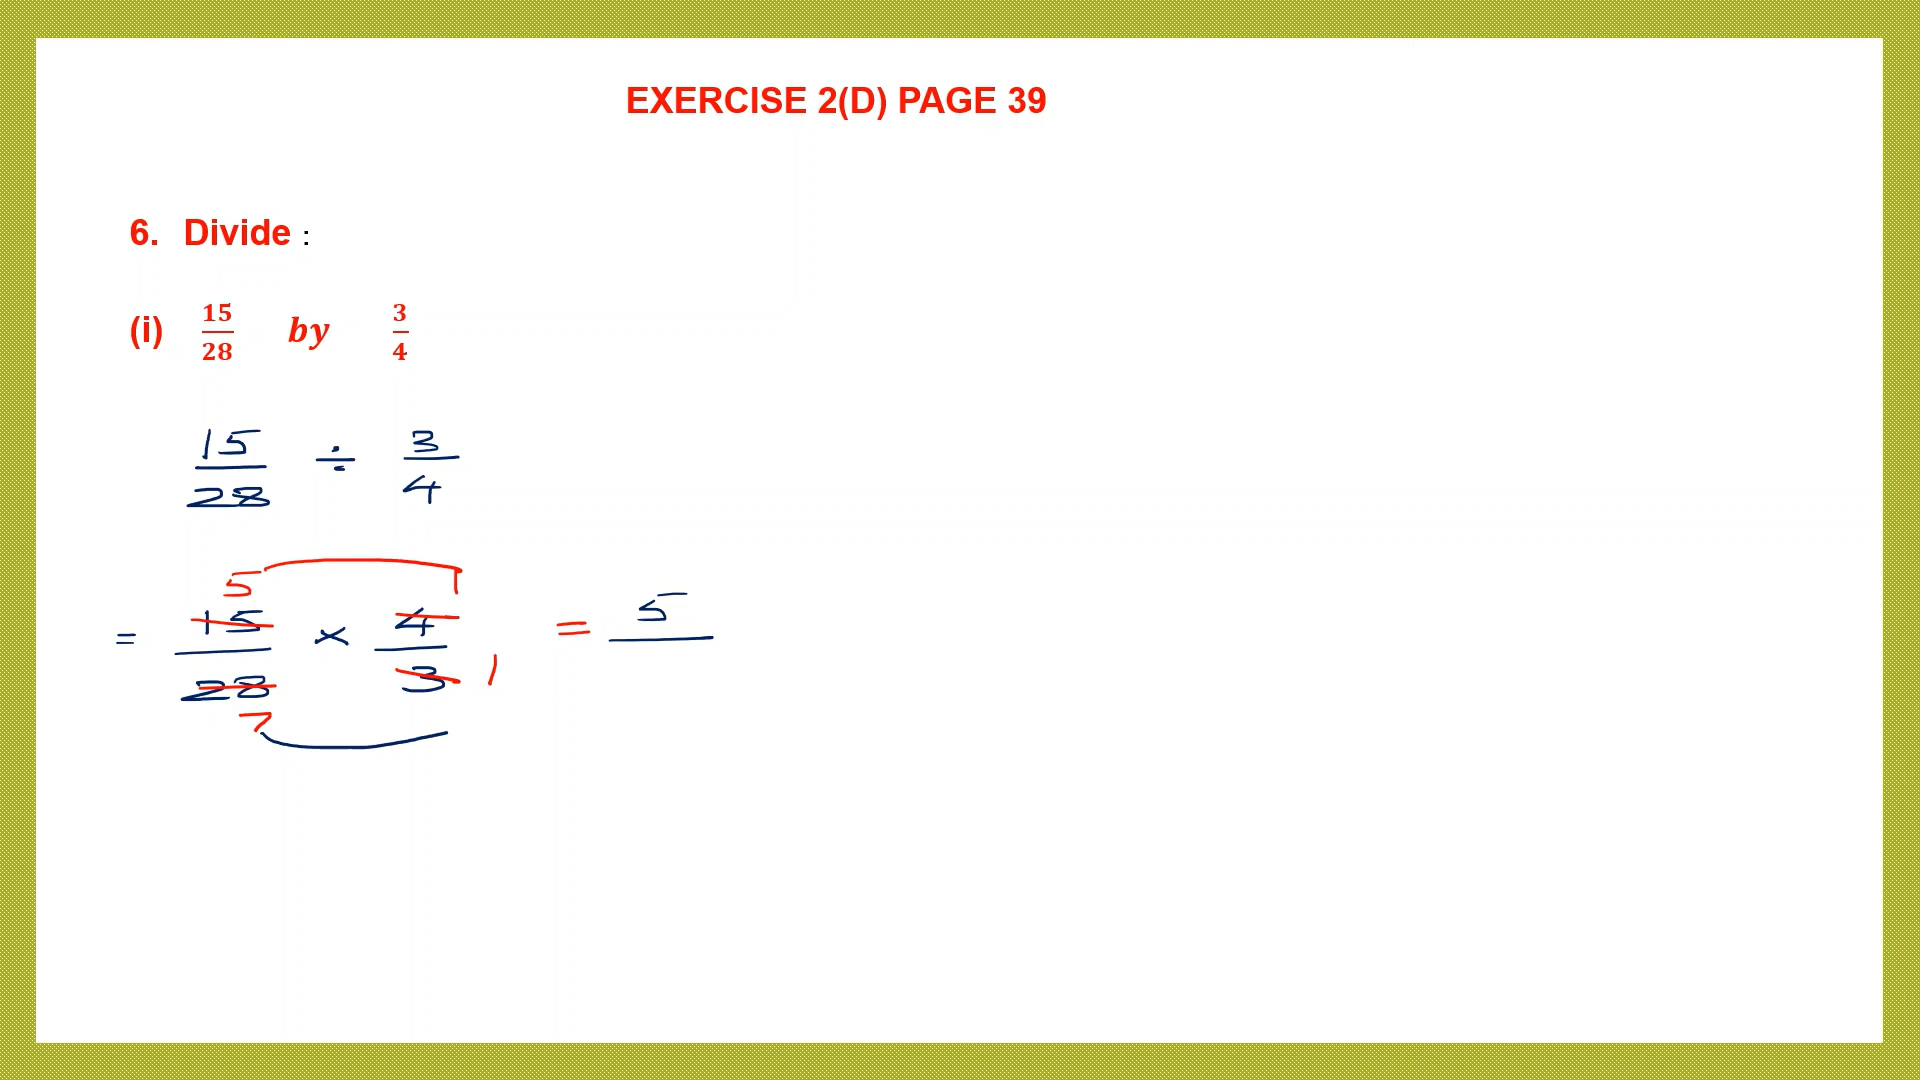 EXERCISE 2(D) PAGE 39
6. Divide :
(i) 15/28 by 3/4
15/28 ÷ 3/4
5 1
= 15/28 × 4/3 = 5/
7 1